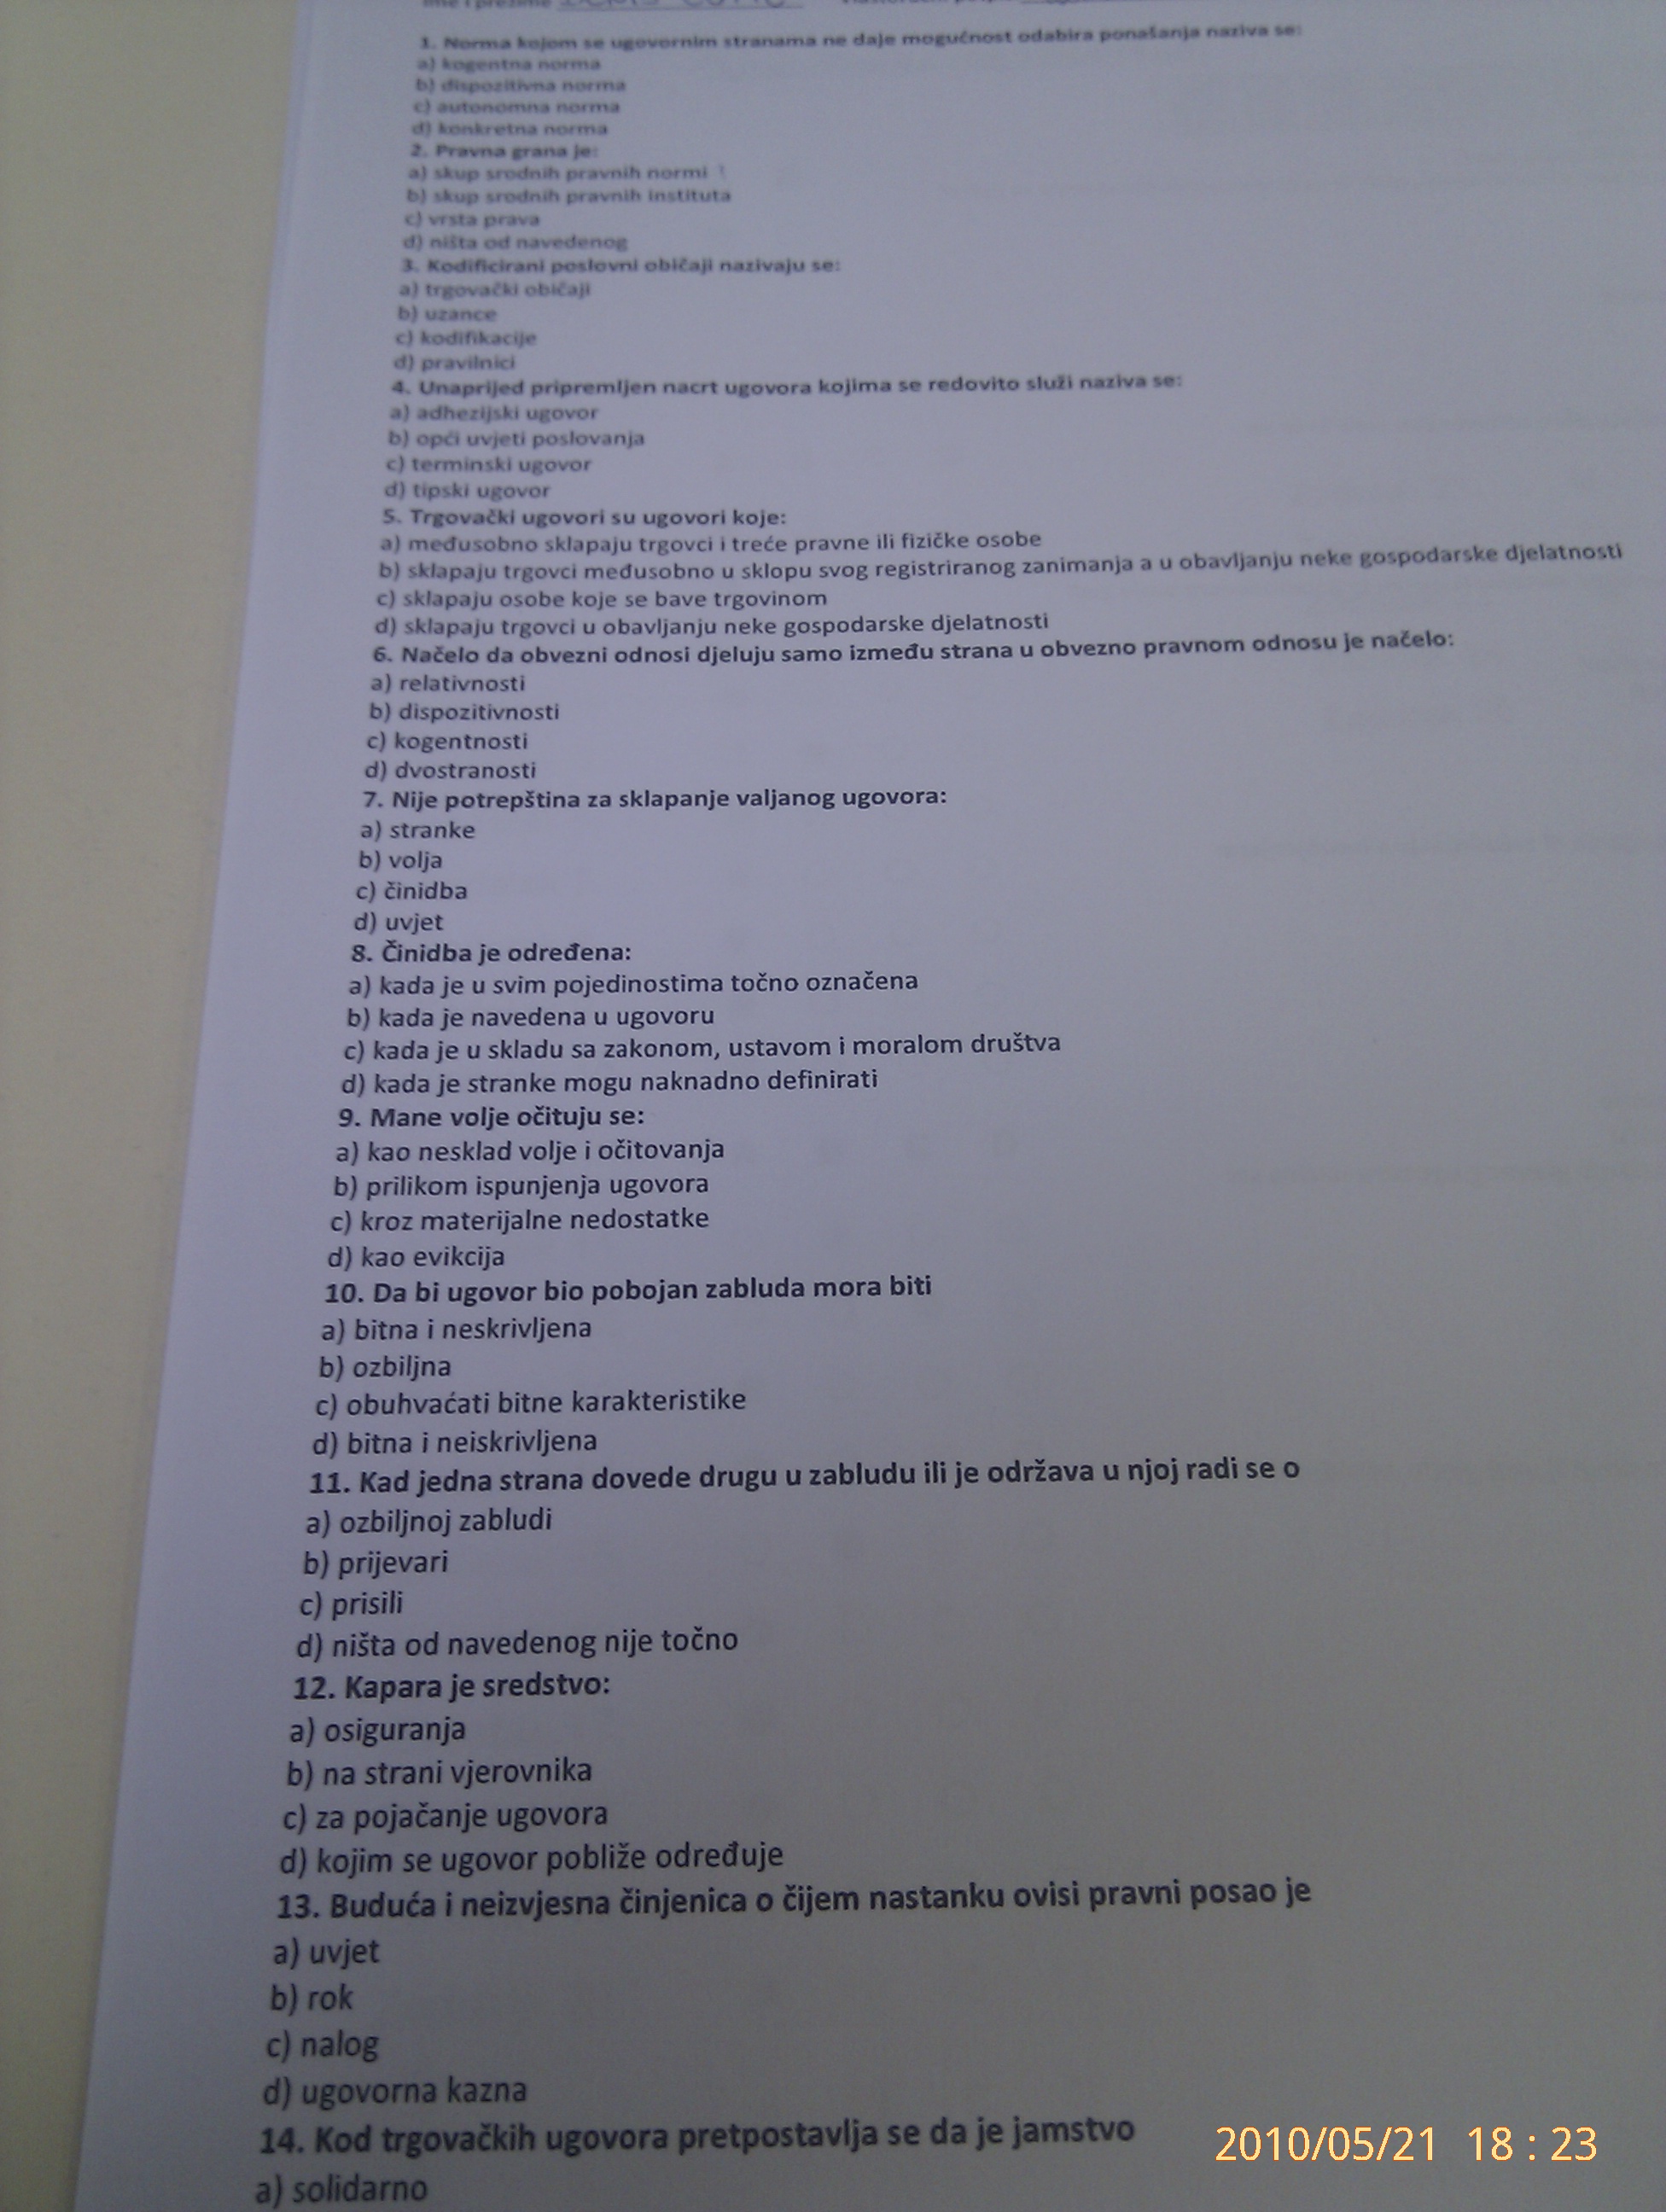 Ime i prezime
1. Norma kojom se ugovornim stranama ne daje mogućnost odabira ponašanja naziva se:
a) kogentna norma
b) dispozitivna norma
c) autonomna norma
d) konkretna norma
2. Pravna grana je:
a) skup srodnih pravnih normi
b) skup srodnih pravnih instituta
c) vrsta prava
d) ništa od navedenog
3. Kodificirani poslovni običaji nazivaju se:
a) trgovački običaji
b) uzance
c) kodifikacije
d) pravilnici
4. Unaprijed pripremljen nacrt ugovora kojima se redovito služi naziva se:
a) adhezijski ugovor
b) opći uvjeti poslovanja
c) terminski ugovor
d) tipski ugovor
5. Trgovački ugovori su ugovori koje:
a) međusobno sklapaju trgovci i treće pravne ili fizičke osobe
b) sklapaju trgovci međusobno u sklopu svog registriranog zanimanja a u obavljanju neke gospodarske djelatnosti
c) sklapaju osobe koje se bave trgovinom
d) sklapaju trgovci u obavljanju neke gospodarske djelatnosti
6. Načelo da obvezni odnosi djeluju samo između strana u obvezno pravnom odnosu je načelo:
a) relativnosti
b) dispozitivnosti
c) kogentnosti
d) dvostranosti
7. Nije potrepština za sklapanje valjanog ugovora:
a) stranke
b) volja
c) činidba
d) uvjet
8. Činidba je određena:
a) kada je u svim pojedinostima točno označena
b) kada je navedena u ugovoru
c) kada je u skladu sa zakonom, ustavom i moralom društva
d) kada je stranke mogu naknadno definirati
9. Mane volje očituju se:
a) kao nesklad volje i očitovanja
b) prilikom ispunjenja ugovora
c) kroz materijalne nedostatke
d) kao evikcija
10. Da bi ugovor bio pobojan zabluda mora biti
a) bitna i neskrivljena
b) ozbiljna
c) obuhvaćati bitne karakteristike
d) bitna i neiskrivljena
11. Kad jedna strana dovede drugu u zabludu ili je održava u njoj radi se o
a) ozbiljnoj zabludi
b) prijevari
c) prisili
d) ništa od navedenog nije točno
12. Kapara je sredstvo:
a) osiguranja
b) na strani vjerovnika
c) za pojačanje ugovora
d) kojim se ugovor pobliže određuje
13. Buduća i neizvjesna činjenica o čijem nastanku ovisi pravni posao je
a) uvjet
b) rok
c) nalog
d) ugovorna kazna
14. Kod trgovačkih ugovora pretpostavlja se da je jamstvo
a) solidarno
2010/05/21 18:23